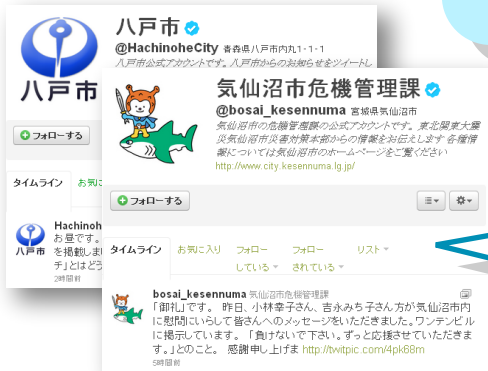 八戸市
@HachinoheCity 青森県八戸市内丸1-1-1
八戸市公式アカウントです。八戸市からのお知らせをツイートし
八戸市
フォローする
タイムライン お気に
Hachinoh
お昼です。
を掲載しま
チ」とはどう
2時間前
八戸市
気仙沼市危機管理課
@bosai_kesennuma 宮城県気仙沼市
気仙沼市の危機管理課の公式アカウントです。東北関東大震
災気仙沼市災害対策本部からの情報をお伝えします 各種情
報については気仙沼市のホームページをご覧ください
http://www.city.kesennuma.lg.jp/
フォローする
タイムライン お気に入り フォローしている フォローされている リスト
bosai_kesennuma 気仙沼市危機管理課
「御礼」です。 昨日、小林幸子さん、吉永みち子さん方が気仙沼市内
に慰問にいらして皆さんへのメッセージをいただきました。ワンテンビル
に掲示しています。 「負けないで下さい。ずっと応援させていただきま
す。」とのこと。 感謝申し上げま http://twitpic.com/4pk68m
5時間前